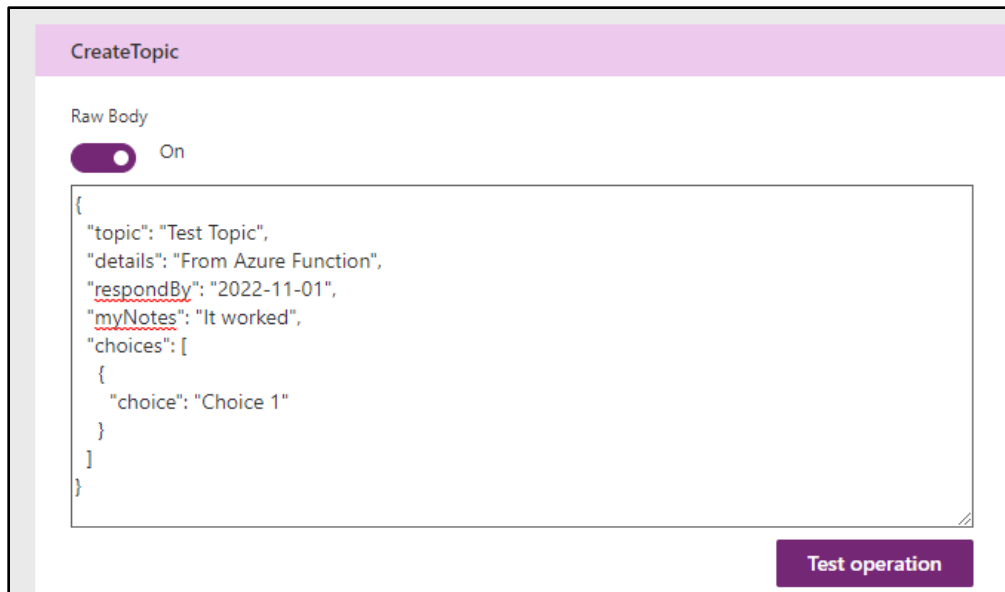 CreateTopic
Raw Body
On
{
"topic": "Test Topic",
"details": "From Azure Function",
"respondBy": "2022-11-01",
"myNotes": "It worked",
"choices": [
{
"choice": "Choice 1"
}
]
}
Test operation